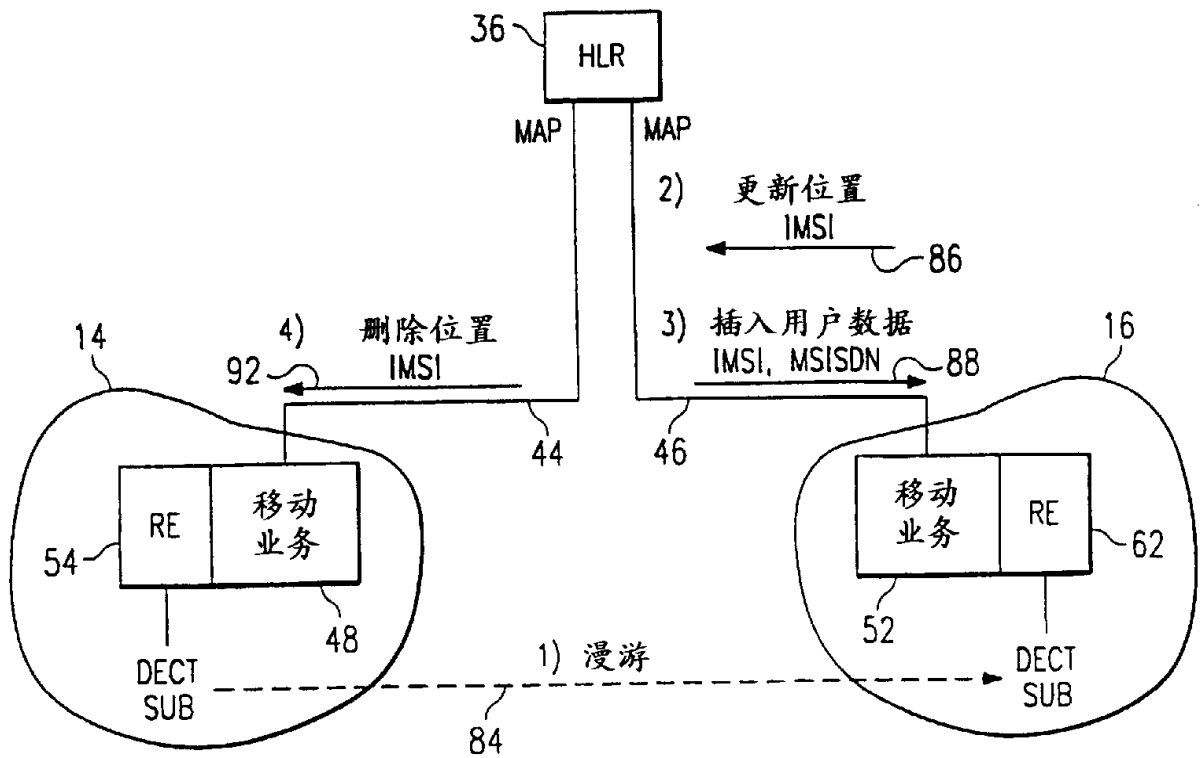 36
HLR
MAP
MAP
2) 更新位置
IMSI
86
14
4) 删除位置
92 IMSI
3) 插入用户数据
IMSI, MSISDN
88
16
44
46
RE
移动
业务
54
48
移动
业务
RE
62
52
DECT
SUB
1) 漫游
84
DECT
SUB